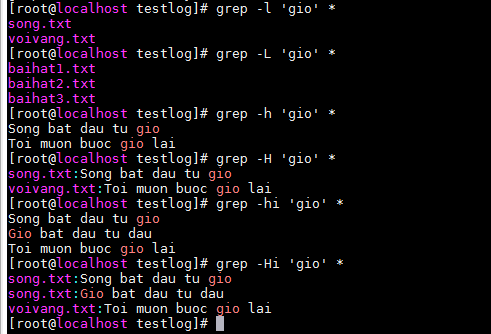 [root@localhost testlog]# grep -l 'gio' *
song.txt
voivang.txt
[root@localhost testlog]# grep -L 'gio' *
baihat1.txt
baihat2.txt
baihat3.txt
[root@localhost testlog]# grep -h 'gio' *
Song bat dau tu gio
Toi muon buoc gio lai
[root@localhost testlog]# grep -H 'gio' *
song.txt:Song bat dau tu gio
voivang.txt:Toi muon buoc gio lai
[root@localhost testlog]# grep -hi 'gio' *
Song bat dau tu gio
Gio bat dau tu dau
Toi muon buoc gio lai
[root@localhost testlog]# grep -Hi 'gio' *
song.txt:Song bat dau tu gio
song.txt:Gio bat dau tu dau
voivang.txt:Toi muon buoc gio lai
[root@localhost testlog]#